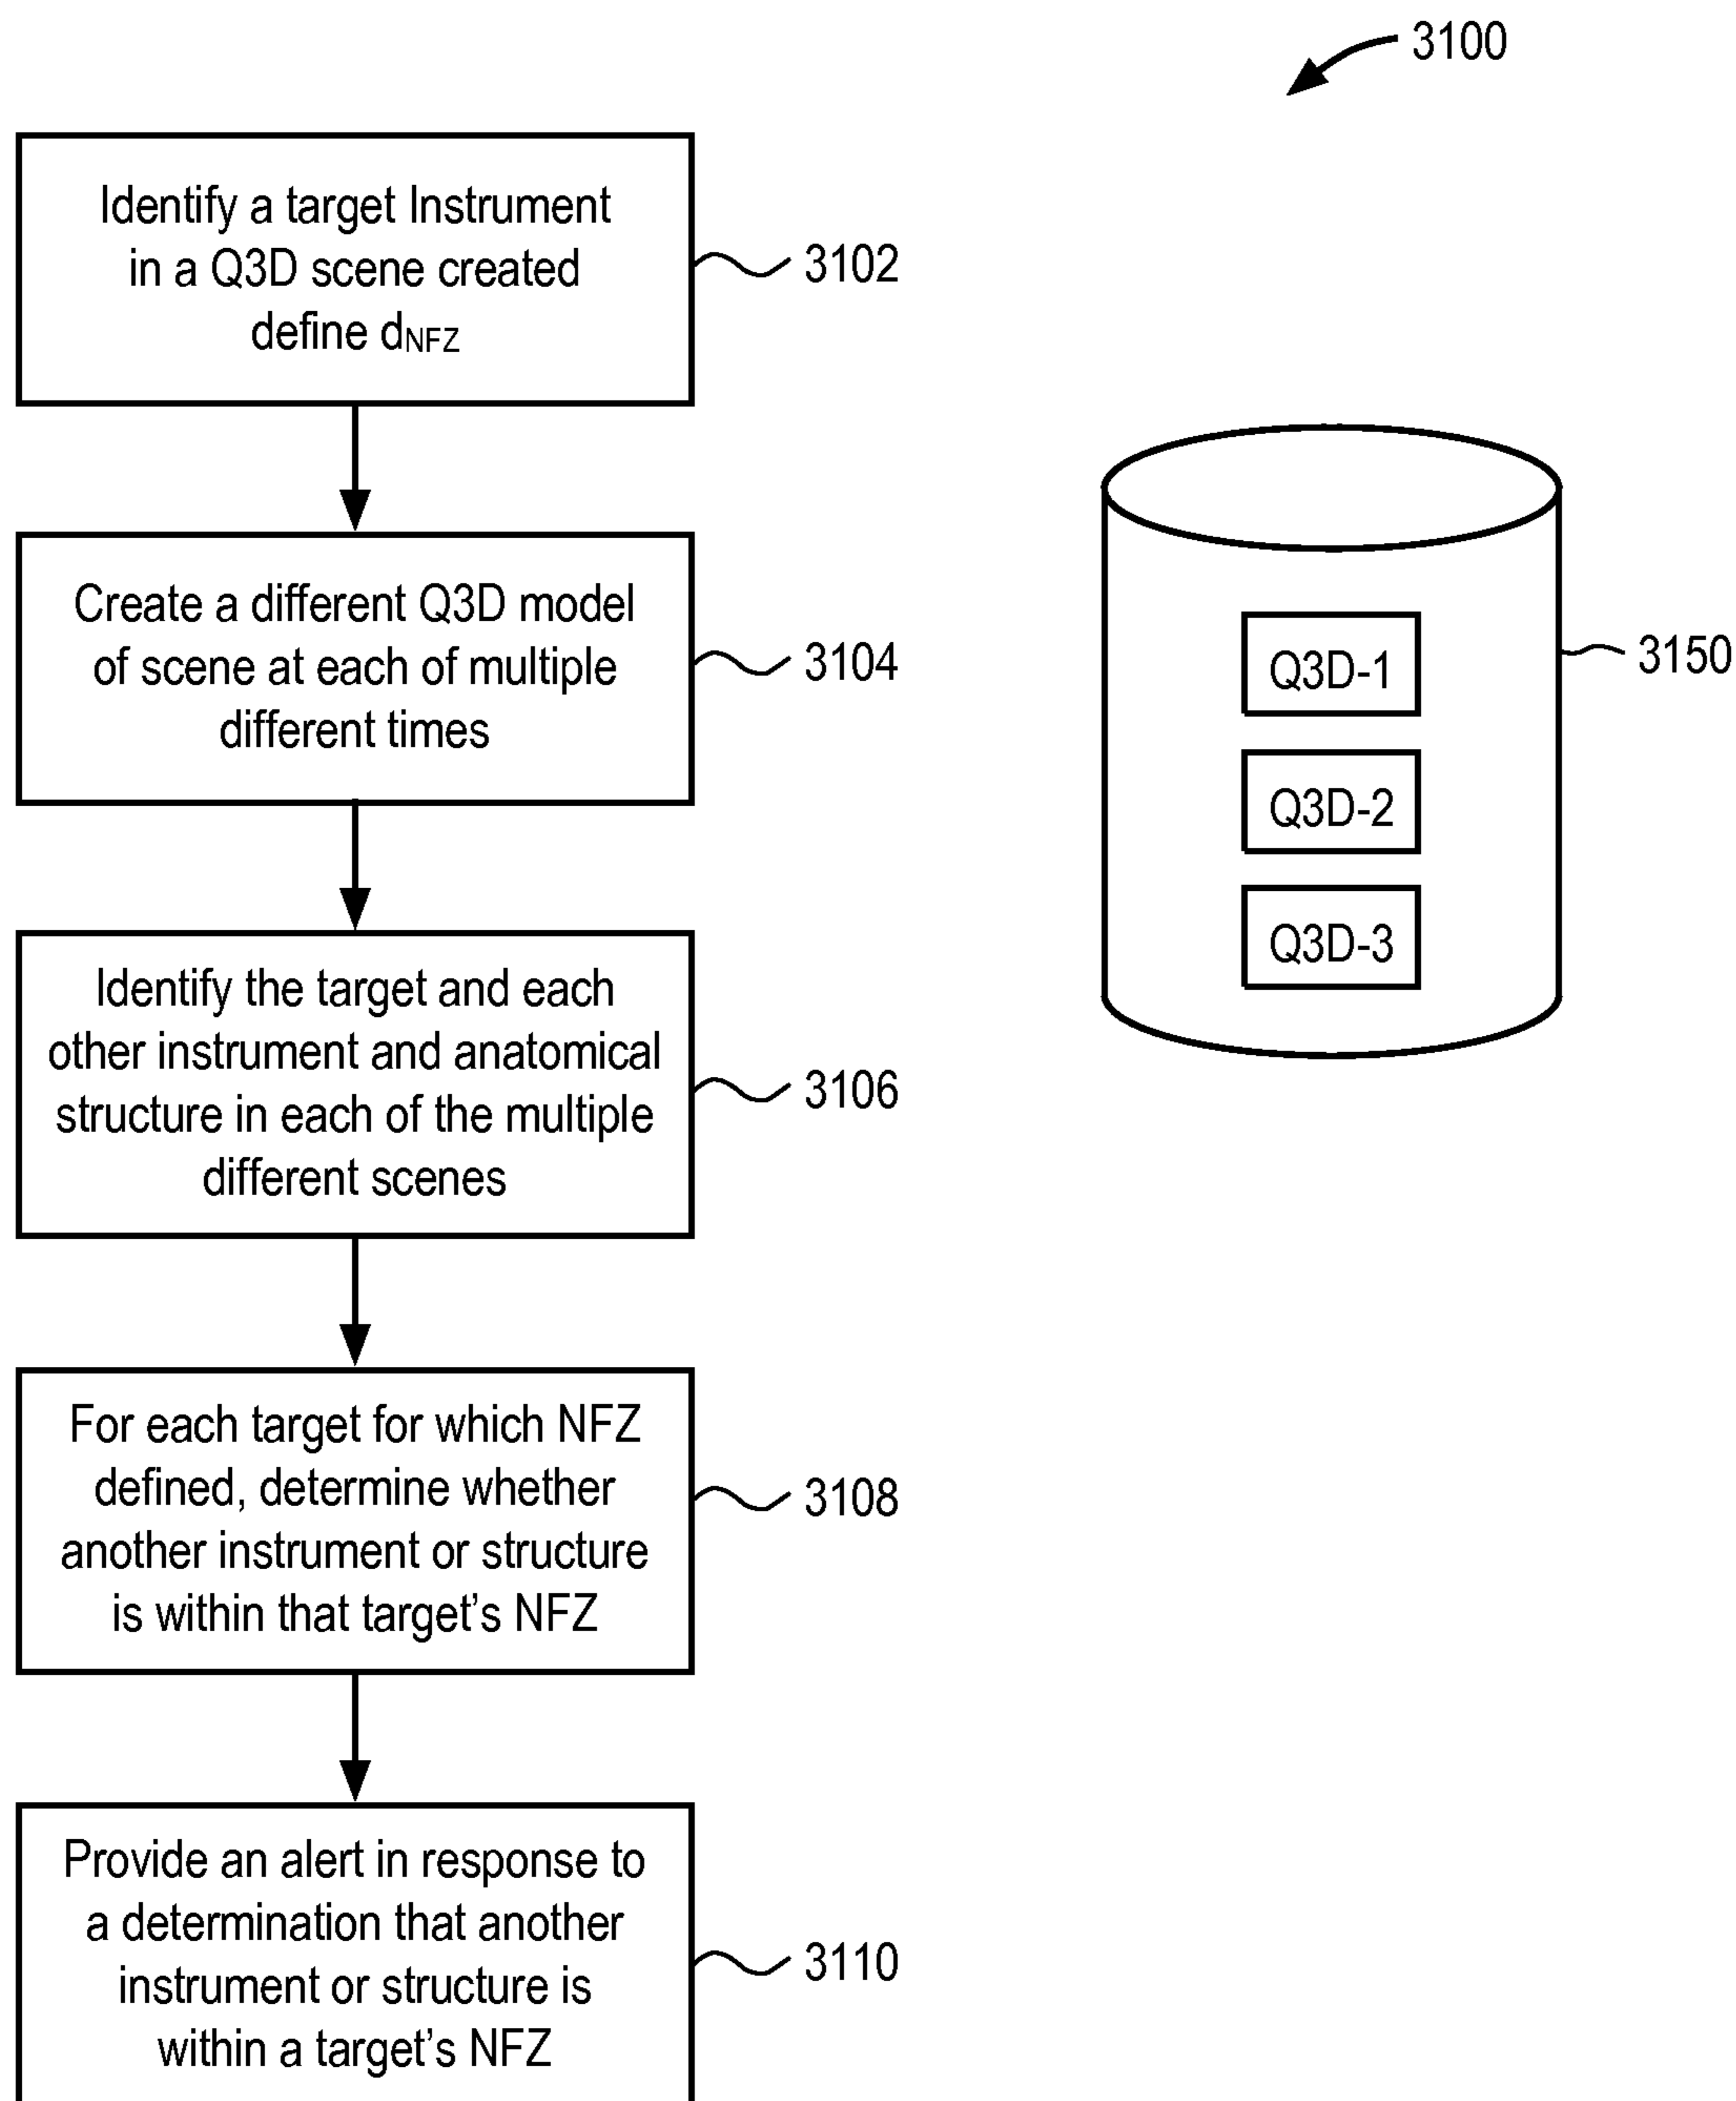 3100
Identify a target Instrument
in a Q3D scene created
define dNFZ
3102
Create a different Q3D model
of scene at each of multiple
different times
3104
Identify the target and each
other instrument and anatomical
structure in each of the multiple
different scenes
3106
For each target for which NFZ
defined, determine whether
another instrument or structure
is within that target's NFZ
3108
Provide an alert in response to
a determination that another
instrument or structure is
within a target's NFZ
3110
Q3D-1
Q3D-2
Q3D-3
3150